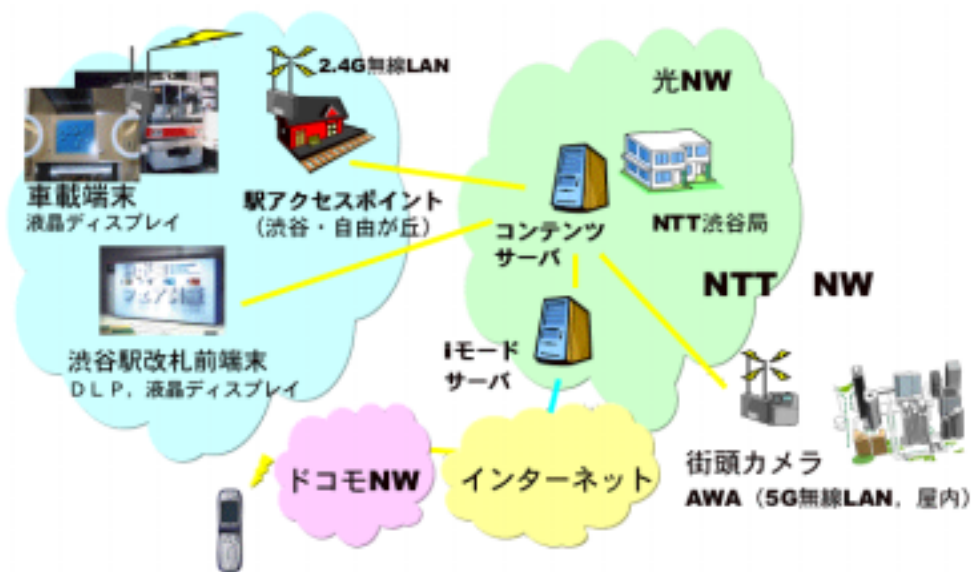 2.4G無線LAN
光NW
車載端末
液晶ディスプレイ
駅アクセスポイント
（渋谷・自由が丘）
コンテンツ
サーバ
NTT渋谷局
NTT NW
渋谷駅改札前端末
ＤＬＰ，液晶ディスプレイ
iモード
サーバ
ドコモNW
インターネット
街頭カメラ
AWA（5G無線LAN，屋内）